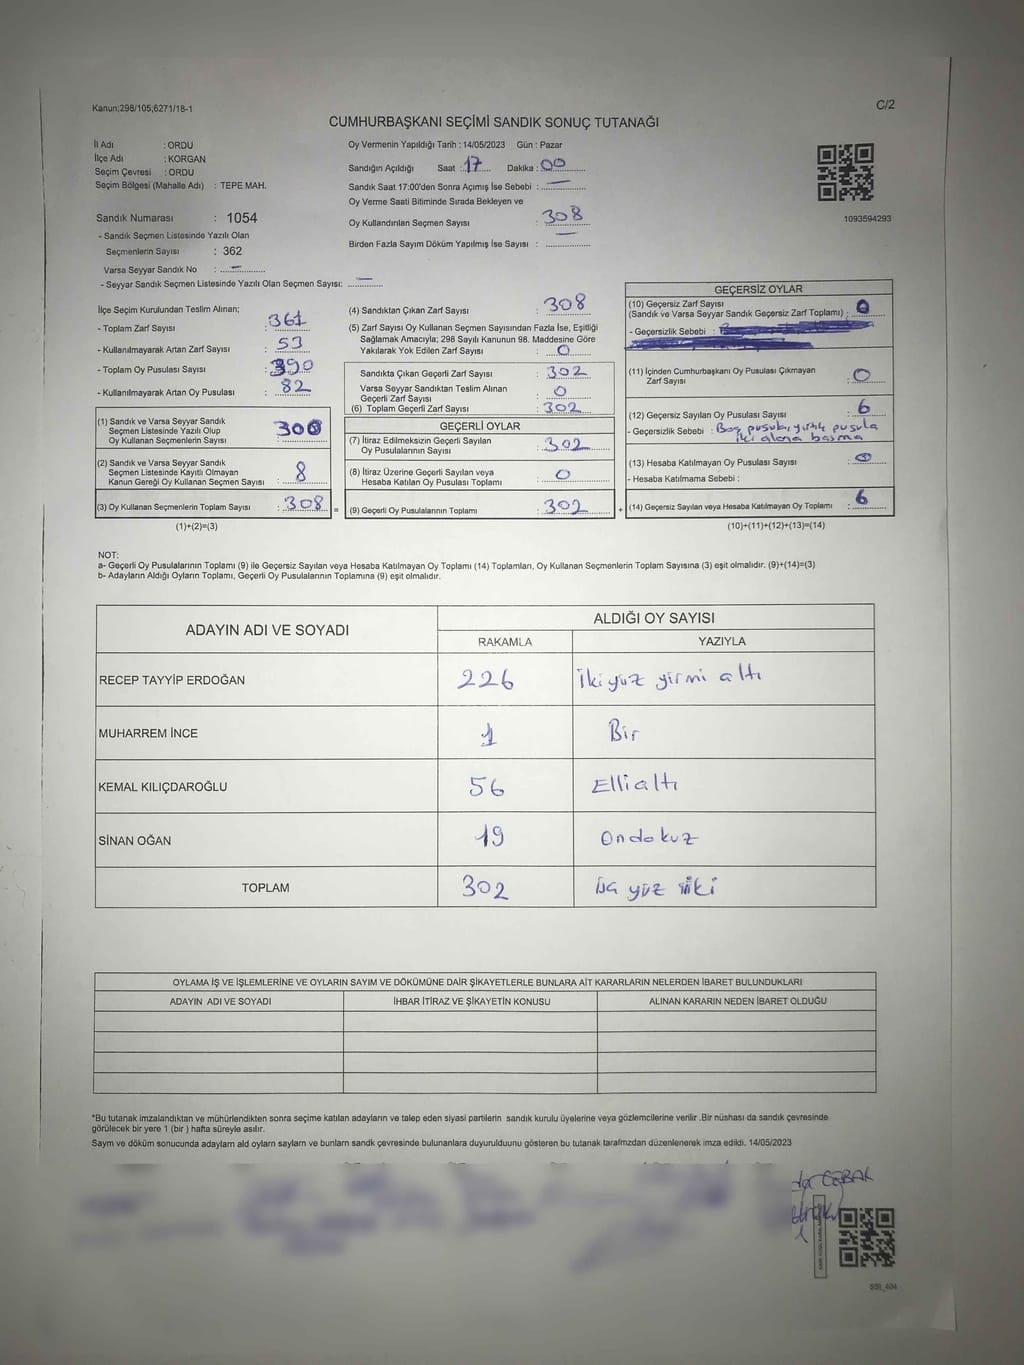 Kanun;298/105;6271/18-1
C/2
CUMHURBAŞKANI SEÇİMİ SANDIK SONUÇ TUTANAĞI
İl Adı : ORDU
İlçe Adı : KORGAN
Seçim Çevresi : ORDU
Seçim Bölgesi (Mahalle Adı) : TEPE MAH.
Sandık Numarası : 1054
- Sandık Seçmen Listesinde Yazılı Olan
Seçmenlerin Sayısı : 362
Varsa Seyyar Sandık No : —
- Seyyar Sandık Seçmen Listesinde Yazılı Olan Seçmen Sayısı: —
Oy Vermenin Yapıldığı Tarih : 14/05/2023 Gün : Pazar
Sandığın Açıldığı Saat : 17 Dakika : 00
Sandık Saat 17:00'den Sonra Açımış İse Sebebi : —
Oy Verme Saati Bitiminde Sırada Bekleyen ve
Oy Kullandırılan Seçmen Sayısı : 308
Birden Fazla Sayım Döküm Yapılmış İse Sayısı : —
1093594293
İlçe Seçim Kurulundan Teslim Alınan;
- Toplam Zarf Sayısı : 361
- Kullanılmayarak Artan Zarf Sayısı : 53
- Toplam Oy Pusulası Sayısı : 390
- Kullanılmayarak Artan Oy Pusulası : 82
(1) Sandık ve Varsa Seyyar Sandık
Seçmen Listesinde Yazılı Olup
Oy Kullanan Seçmenlerin Sayısı : 300
(2) Sandık ve Varsa Seyyar Sandık
Seçmen Listesinde Kayıtlı Olmayan
Kanun Gereği Oy Kullanan Seçmen Sayısı : 8
(3) Oy Kullanan Seçmenlerin Toplam Sayısı : 308 =
(1)+(2)=(3)
(4) Sandıktan Çıkan Zarf Sayısı : 308
(5) Zarf Sayısı Oy Kullanan Seçmen Sayısından Fazla İse, Eşitliği
Sağlamak Amacıyla; 298 Sayılı Kanunun 98. Maddesine Göre
Yakılarak Yok Edilen Zarf Sayısı : 0
Sandıkta Çıkan Geçerli Zarf Sayısı : 302
Varsa Seyyar Sandıktan Teslim Alınan
Geçerli Zarf Sayısı : 0
(6) Toplam Geçerli Zarf Sayısı : 302
GEÇERLİ OYLAR
(7) İtiraz Edilmeksizin Geçerli Sayılan
Oy Pusulalarının Sayısı : 302
(8) İtiraz Üzerine Geçerli Sayılan veya
Hesaba Katılan Oy Pusulası Toplamı : 0
(9) Geçerli Oy Pusulalarının Toplamı : 302 +
GEÇERSİZ OYLAR
(10) Geçersiz Zarf Sayısı
(Sandık ve Varsa Seyyar Sandık Geçersiz Zarf Toplamı) : 0
- Geçersizlik Sebebi :
(11) İçinden Cumhurbaşkanı Oy Pusulası Çıkmayan
Zarf Sayısı : 0
(12) Geçersiz Sayılan Oy Pusulası Sayısı : 6
- Geçersizlik Sebebi : Boş pusula, yırtık pusula
iki alana basma
(13) Hesaba Katılmayan Oy Pusulası Sayısı : 0
- Hesaba Katılmama Sebebi :
(14) Geçersiz Sayılan veya Hesaba Katılmayan Oy Toplamı : 6
(10)+(11)+(12)+(13)=(14)
NOT:
a- Geçerli Oy Pusulalarının Toplamı (9) ile Geçersiz Sayılan veya Hesaba Katılmayan Oy Toplamı (14) Toplamları, Oy Kullanan Seçmenlerin Toplam Sayısına (3) eşit olmalıdır. (9)+(14)=(3)
b- Adayların Aldığı Oyların Toplamı, Geçerli Oy Pusulalarının Toplamına (9) eşit olmalıdır.
ADAYIN ADI VE SOYADI ALDIĞI OY SAYISI
RAKAMLA YAZIYLA
RECEP TAYYİP ERDOĞAN 226 İkiyüz yirmi altı
MUHARREM İNCE 1 Bir
KEMAL KILIÇDAROĞLU 56 Ellialtı
SİNAN OĞAN 19 Ondokuz
TOPLAM 302 yüz iki
OYLAMA İŞ VE İŞLEMLERİNE VE OYLARIN SAYIM VE DÖKÜMÜNE DAİR ŞİKAYETLERLE BUNLARA AİT KARARLARIN NELERDEN İBARET BULUNDUKLARI
ADAYIN ADI VE SOYADI İHBAR İTİRAZ VE ŞİKAYETİN KONUSU ALINAN KARARIN NEDEN İBARET OLDUĞU
*Bu tutanak imzalandıktan ve mühürlendikten sonra seçime katılan adayların ve talep eden siyasi partilerin sandık kurulu üyelerine veya gözlemcilerine verilir .Bir nüshası da sandık çevresinde
görülecek bir yere 1 (bir ) hafta süreyle asılır.
Saym ve döküm sonucunda adaylarn ald oylarn saylarn ve bunlarn sandk çevresinde bulunanlara duyurulduunu gösteren bu tutanak tarafmzdan düzenlenerek imza edildi. 14/05/2023